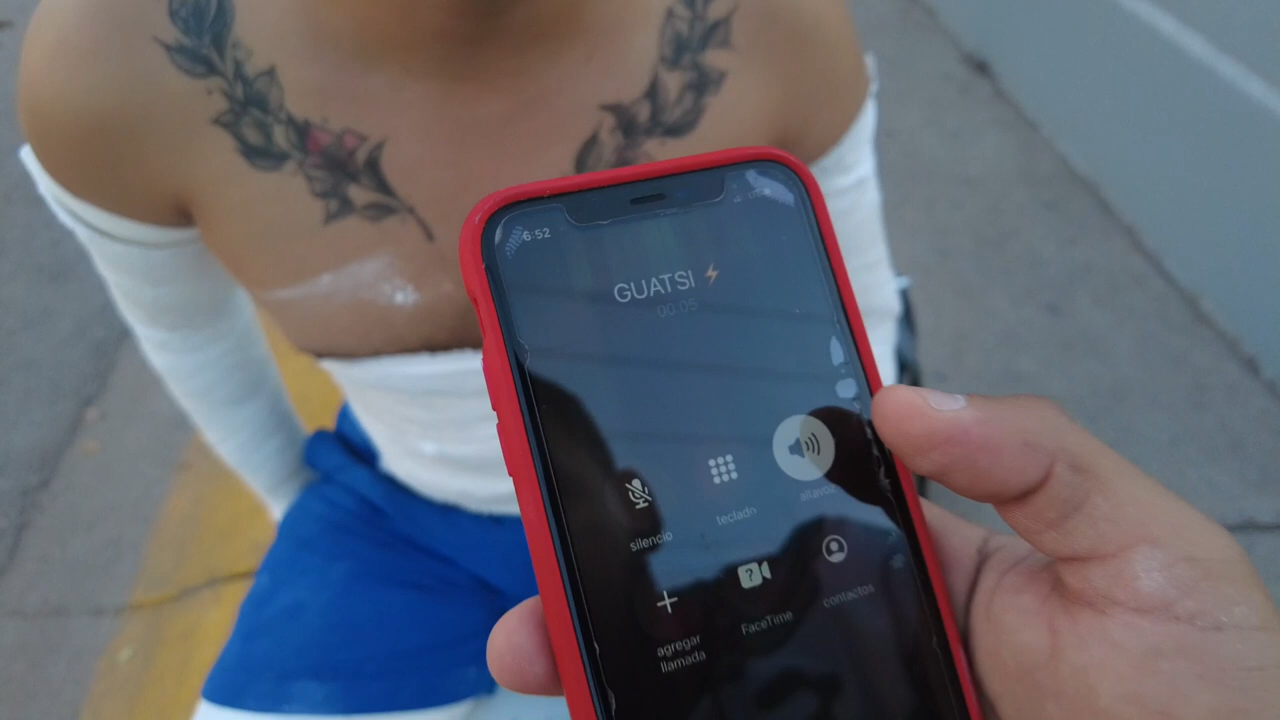 6:52
GUATSI ⚡
00:05
silencio
teclado
altavoz
agregar
llamada
FaceTime
contactos